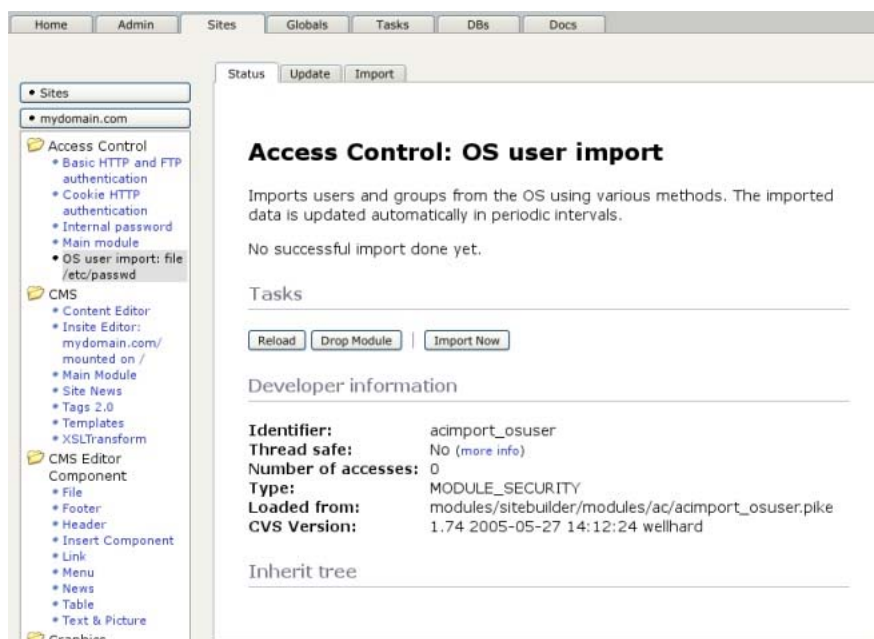 Home Admin Sites Globals Tasks DBs Docs
Status Update Import
• Sites
• mydomain.com
Access Control
• Basic HTTP and FTP
authentication
• Cookie HTTP
authentication
• Internal password
• Main module
• OS user import: file
/etc/passwd
CMS
• Content Editor
• Insite Editor:
mydomain.com/
mounted on /
• Main Module
• Site News
• Tags 2.0
• Templates
• XSLTransform
CMS Editor
Component
• File
• Footer
• Header
• Insert Component
• Link
• Menu
• News
• Table
• Text & Picture
Graphics
Access Control: OS user import
Imports users and groups from the OS using various methods. The imported
data is updated automatically in periodic intervals.
No successful import done yet.
Tasks
Reload Drop Module | Import Now
Developer information
Identifier: acimport_osuser
Thread safe: No (more info)
Number of accesses: 0
Type: MODULE_SECURITY
Loaded from: modules/sitebuilder/modules/ac/acimport_osuser.pike
CVS Version: 1.74 2005-05-27 14:12:24 wellhard
Inherit tree